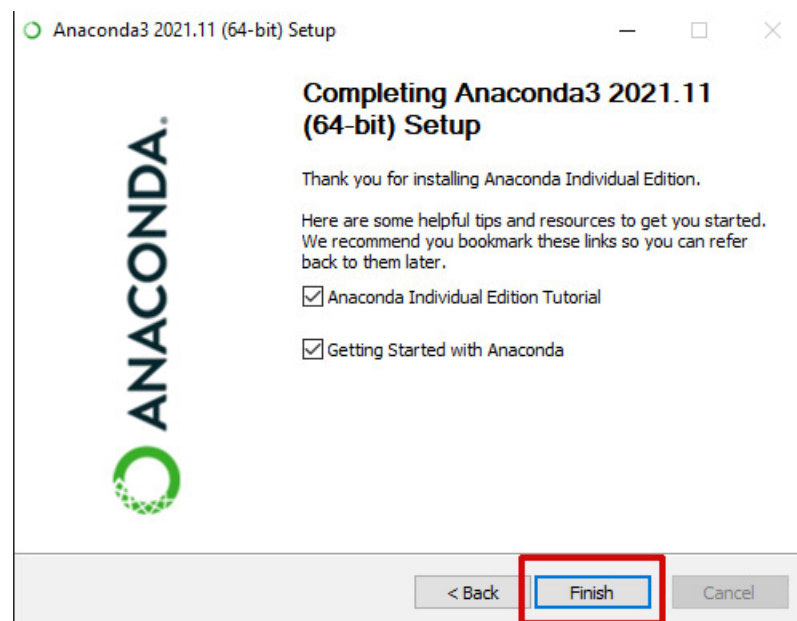 Anaconda3 2021.11 (64-bit) Setup
Completing Anaconda3 2021.11
(64-bit) Setup
ANACONDA.
Thank you for installing Anaconda Individual Edition.
Here are some helpful tips and resources to get you started.
We recommend you bookmark these links so you can refer
back to them later.
Anaconda Individual Edition Tutorial
Getting Started with Anaconda
< Back
Finish
Cancel